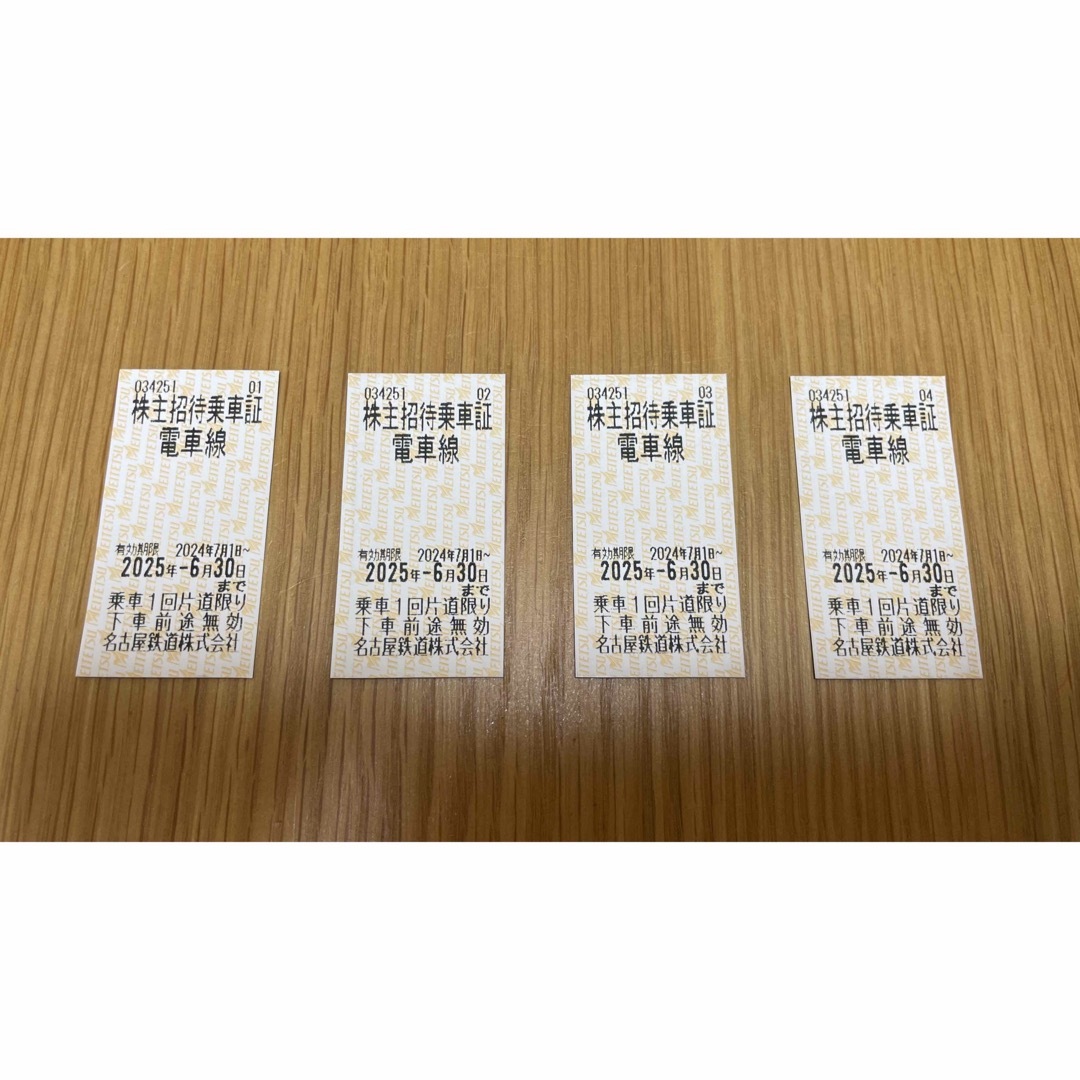 034251 01
株主招待乗車証
電車線
有効期限 2024年7月1日~
2025年-6月30日
まで
乗車1回片道限り
下車前途無効
名古屋鉄道株式会社
034251 02
株主招待乗車証
電車線
有効期限 2024年7月1日~
2025年-6月30日
まで
乗車1回片道限り
下車前途無効
名古屋鉄道株式会社
034251 03
株主招待乗車証
電車線
有効期限 2024年7月1日~
2025年-6月30日
まで
乗車1回片道限り
下車前途無効
名古屋鉄道株式会社
034251 04
株主招待乗車証
電車線
有効期限 2024年7月1日~
2025年-6月30日
まで
乗車1回片道限り
下車前途無効
名古屋鉄道株式会社